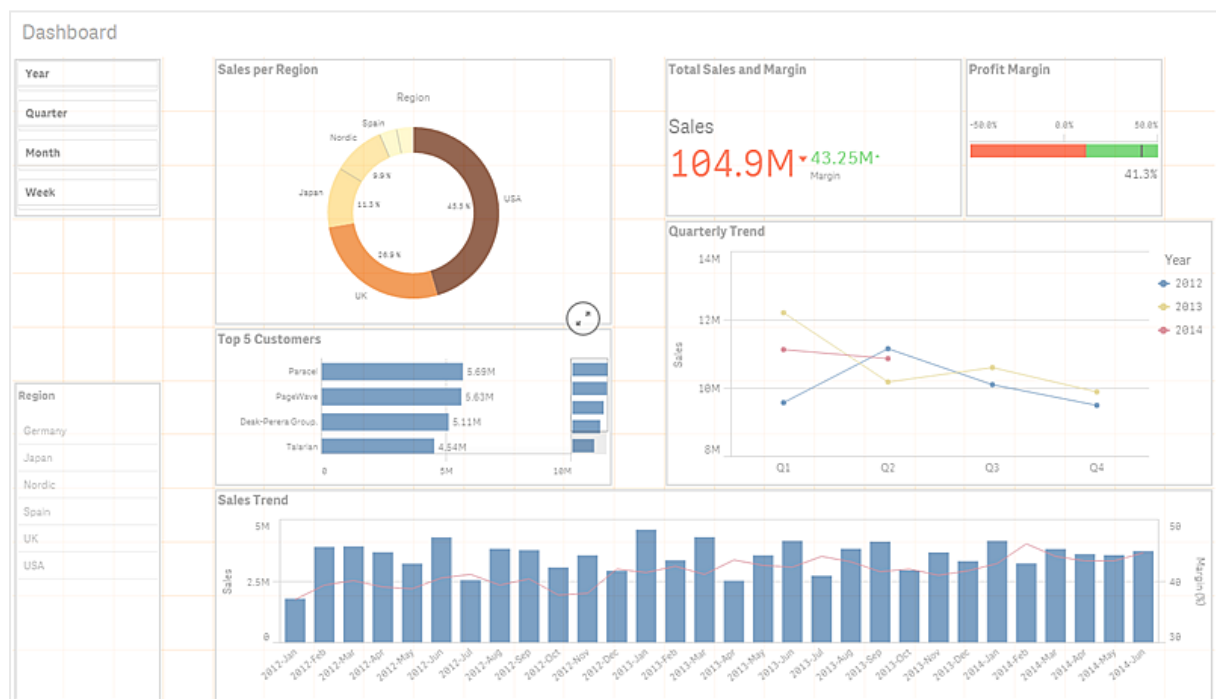 Dashboard
Year
Quarter
Month
Week
Region
Germany
Japan
Nordic
Spain
UK
USA
Sales per Region
Region
Spain
Nordic
Japan
UK
USA
9.9%
11.3%
45.5%
Top 5 Customers
Paracel 5.69M
PageWave 5.63M
Deak-Perera Group. 5.11M
Talarian 4.54M
0 5M 10M
Total Sales and Margin
Sales
104.9M 43.25M
Margin
Profit Margin
-50.0% 0.0% 50.0%
41.3%
Quarterly Trend
Sales
14M
12M
10M
8M
Q1 Q2 Q3 Q4
Year
2012
2013
2014
Sales Trend
Sales
5M
2.5M
0
50
40
30
Margin (%)
2012-Jan 2012-Feb 2012-Mar 2012-Apr 2012-May 2012-Jun 2012-Jul 2012-Aug 2012-Sep 2012-Oct 2012-Nov 2012-Dec 2013-Jan 2013-Feb 2013-Mar 2013-Apr 2013-May 2013-Jun 2013-Jul 2013-Aug 2013-Sep 2013-Oct 2013-Nov 2013-Dec 2014-Jan 2014-Feb 2014-Mar 2014-Apr 2014-May 2014-Jun